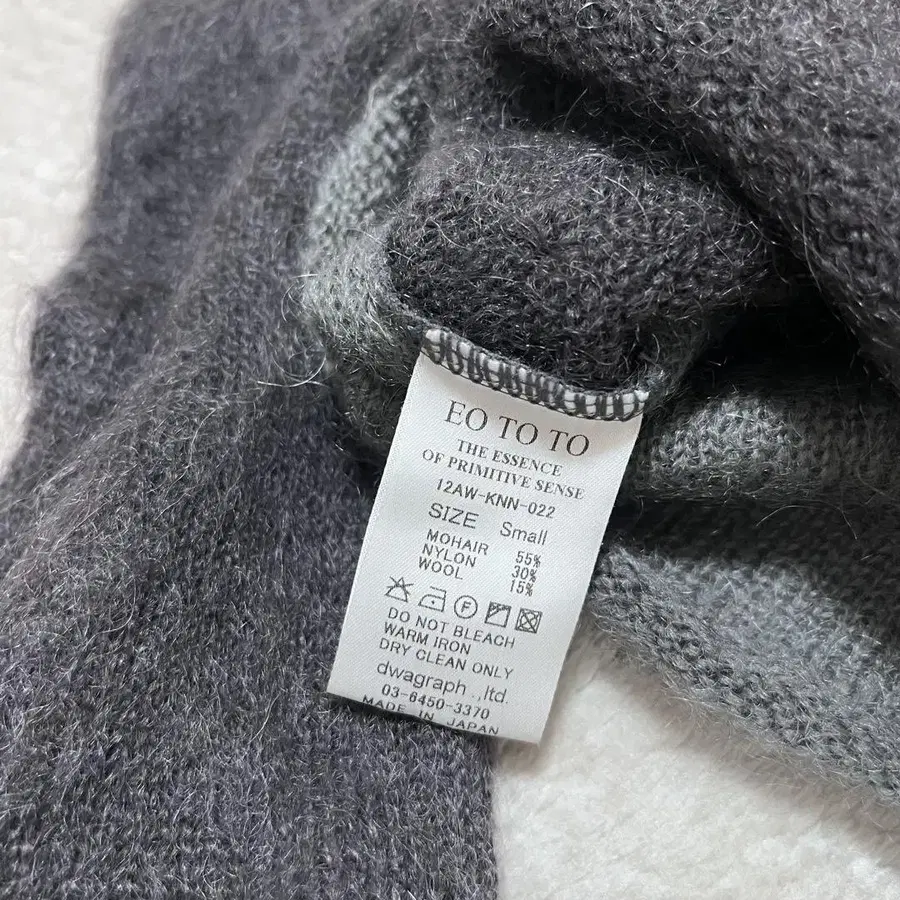 EO TO TO
THE ESSENCE
OF PRIMITIVE SENSE
12AW-KNN-022
SIZE Small
MOHAIR 55%
NYLON 30%
WOOL 15%
F
DO NOT BLEACH
WARM IRON
DRY CLEAN ONLY
dwagraph .,ltd.
03-6450-3370
MADE IN JAPAN